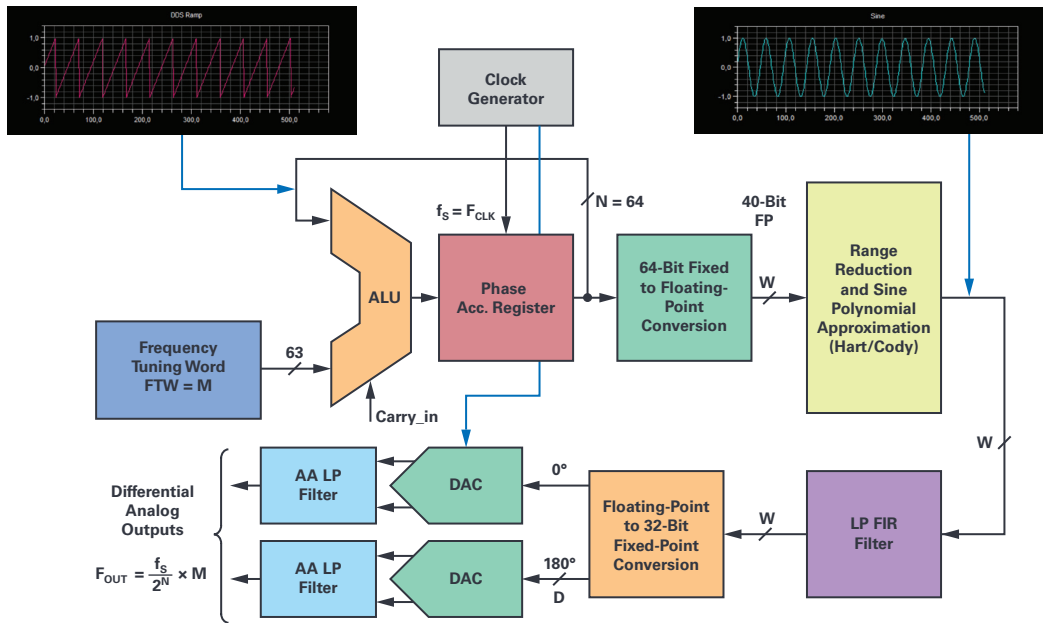 DDS Ramp
1,0
0,0
-1,0
0,0 100,0 200,0 300,0 400,0 500,0
Sine
1,0
0,0
-1,0
0,0 100,0 200,0 300,0 400,0 500,0
Clock
Generator
N = 64
fS = FCLK
40-Bit
FP
ALU
Phase
Acc. Register
64-Bit Fixed
to Floating-
Point
Conversion
W
Range
Reduction
and Sine
Polynomial
Approximation
(Hart/Cody)
Frequency
Tuning Word
FTW = M
63
Carry_in
W
Differential
Analog
Outputs
FOUT = fS/2^N × M
AA LP
Filter
DAC
0°
AA LP
Filter
DAC
180°
D
Floating-Point
to 32-Bit
Fixed-Point
Conversion
W
LP FIR
Filter